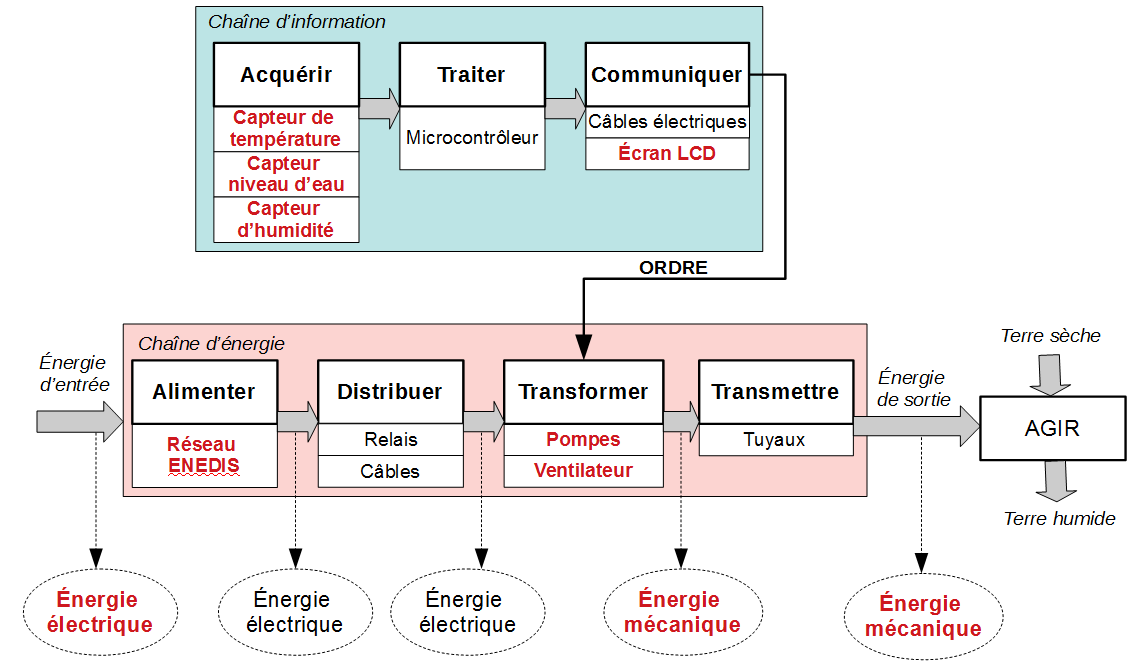 Chaîne d’information
Acquérir
Capteur de
température
Capteur
niveau d’eau
Capteur
d’humidité
Traiter
Microcontrôleur
Communiquer
Câbles électriques
Écran LCD
ORDRE
Chaîne d’énergie
Énergie
d’entrée
Alimenter
Réseau
ENEDIS
Distribuer
Relais
Câbles
Transformer
Pompes
Ventilateur
Transmettre
Tuyaux
Énergie
de sortie
Terre sèche
AGIR
Terre humide
Énergie
électrique
Énergie
électrique
Énergie
électrique
Énergie
mécanique
Énergie
mécanique